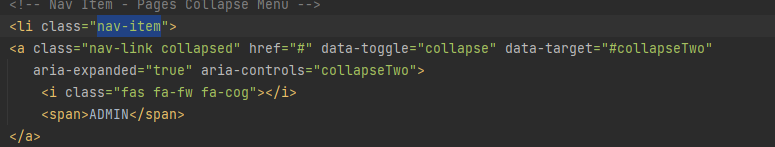 <!-- Nav Item - Pages Collapse Menu -->
<li class="nav-item">
<a class="nav-link collapsed" href="#" data-toggle="collapse" data-target="#collapseTwo"
aria-expanded="true" aria-controls="collapseTwo">
<i class="fas fa-fw fa-cog"></i>
<span>ADMIN</span>
</a>